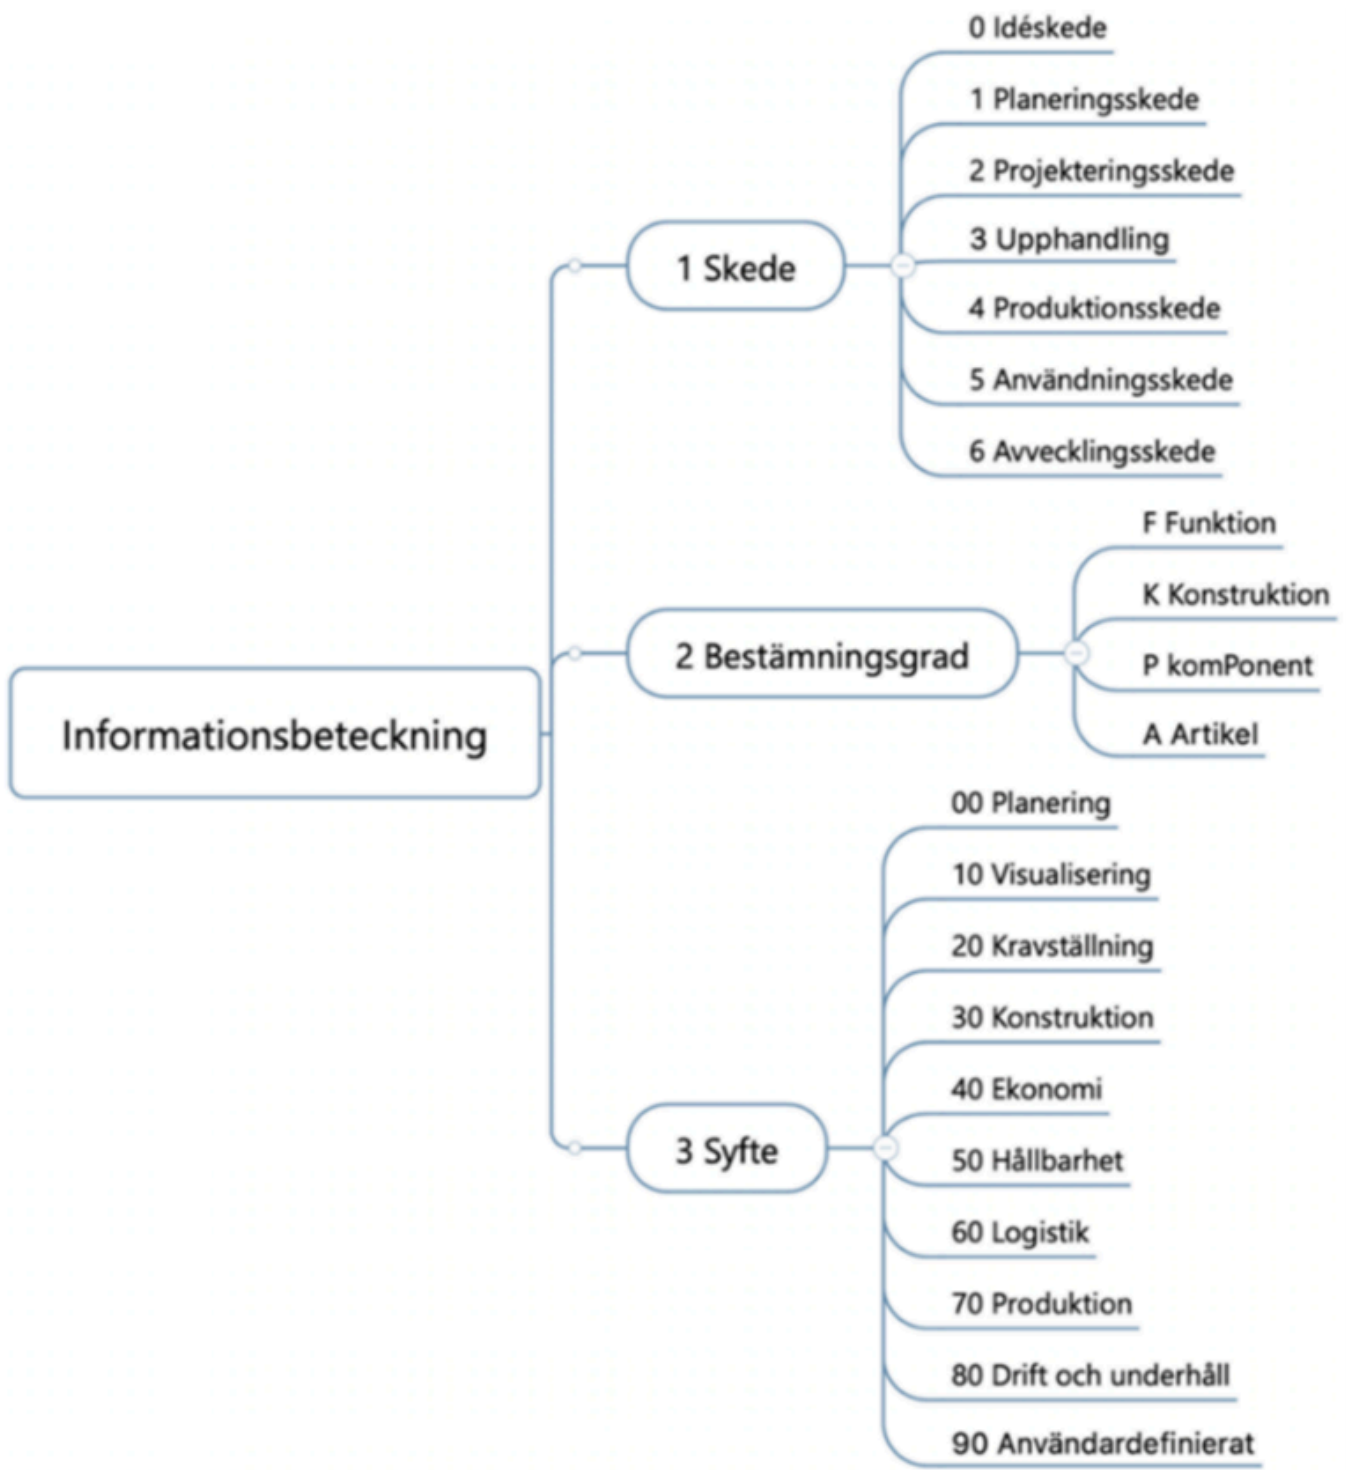 Informationsbeteckning
1 Skede
0 Idéskede
1 Planeringsskede
2 Projekteringsskede
3 Upphandling
4 Produktionsskede
5 Användningsskede
6 Avvecklingsskede
2 Bestämningsgrad
F Funktion
K Konstruktion
P komPonent
A Artikel
3 Syfte
00 Planering
10 Visualisering
20 Kravställning
30 Konstruktion
40 Ekonomi
50 Hållbarhet
60 Logistik
70 Produktion
80 Drift och underhåll
90 Användardefinierat